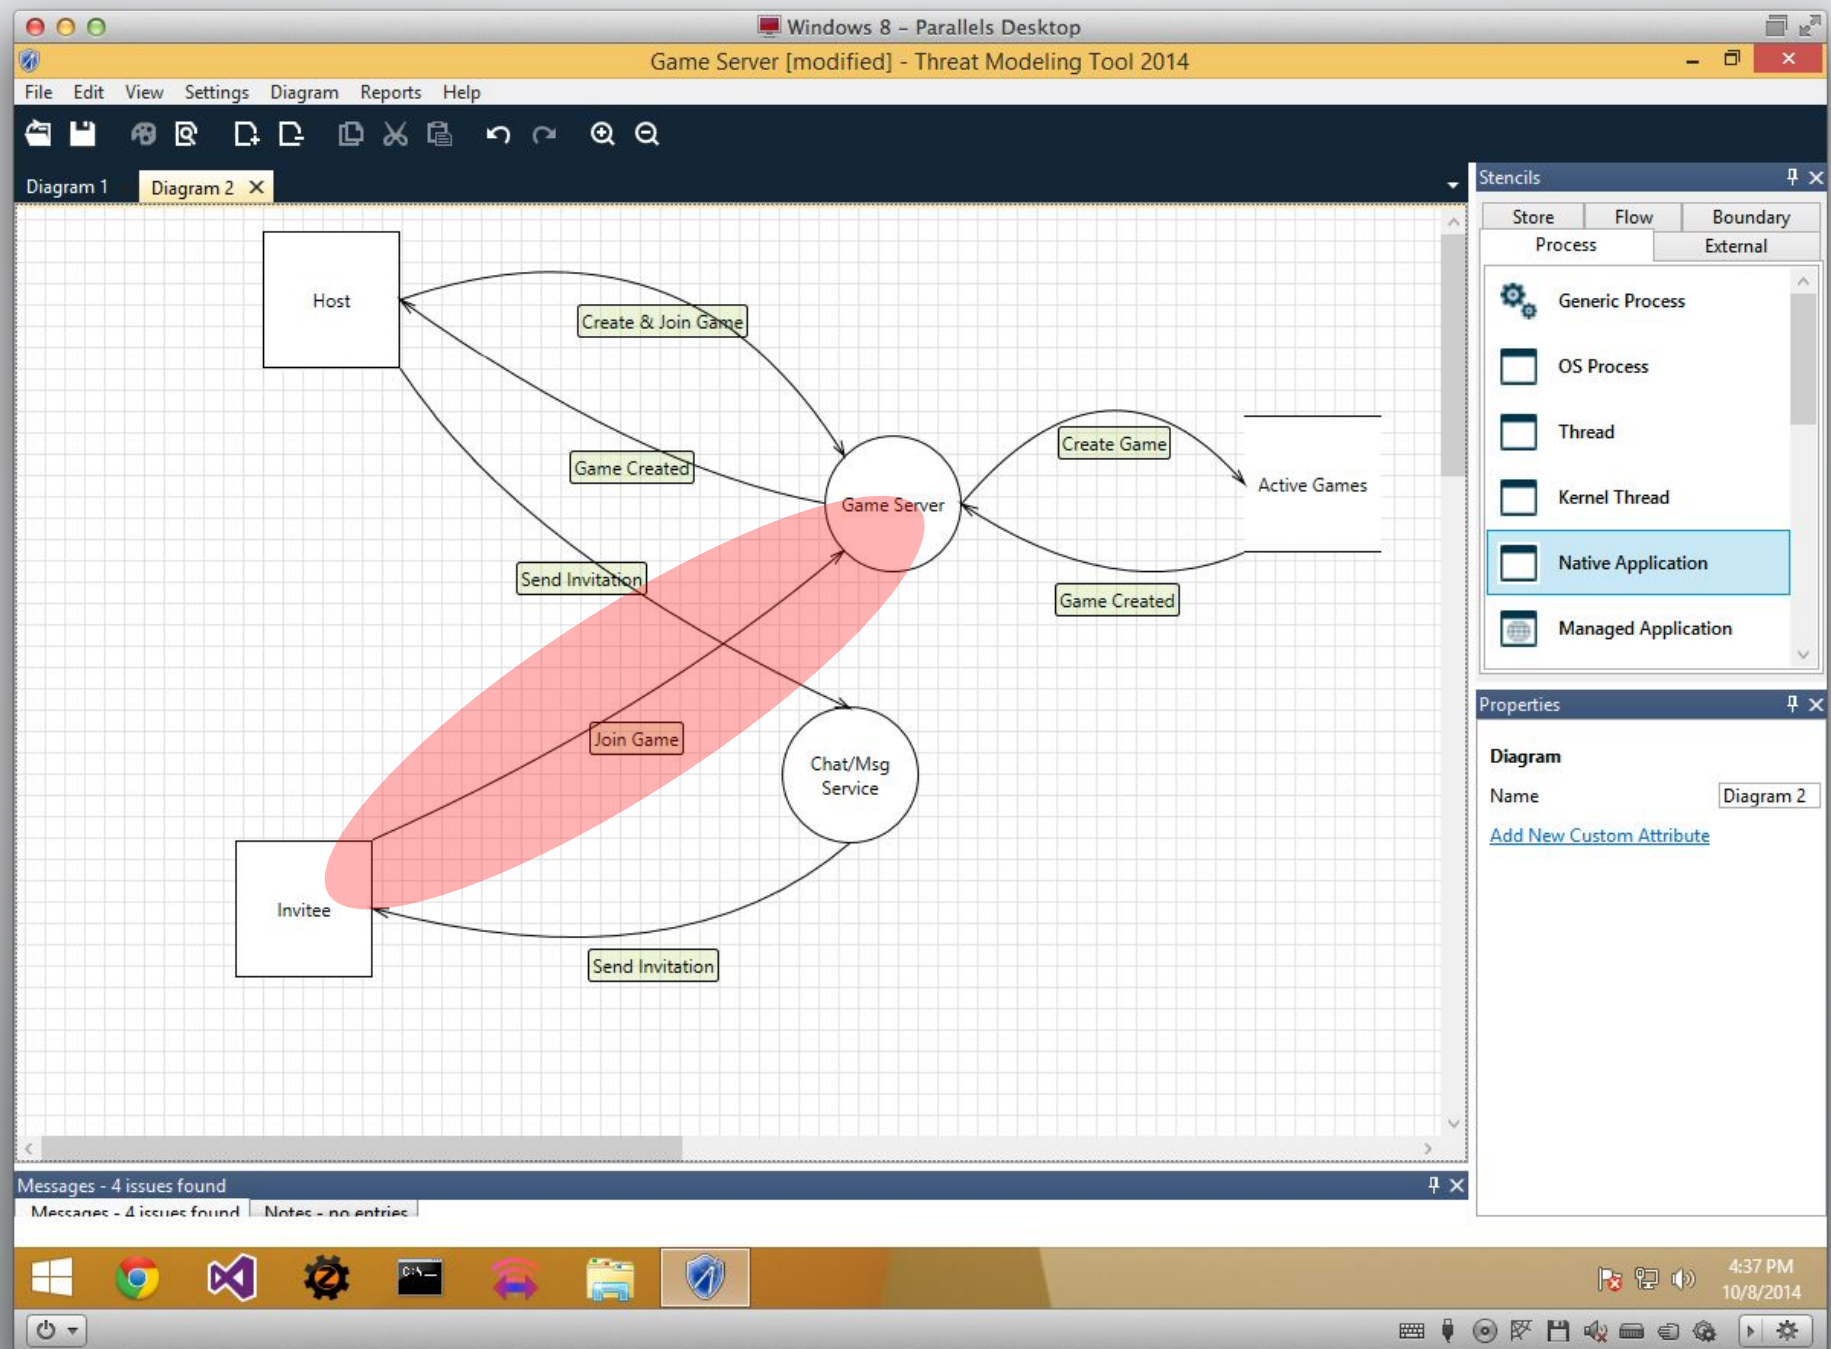 Windows 8 – Parallels Desktop
Game Server [modified] - Threat Modeling Tool 2014
File Edit View Settings Diagram Reports Help
Diagram 1 Diagram 2
Stencils
Store Flow Boundary
Process External
Generic Process
OS Process
Thread
Kernel Thread
Native Application
Managed Application
Host
Create & Join Game
Game Created
Create Game
Active Games
Game Server
Send Invitation
Game Created
Join Game
Chat/Msg
Service
Invitee
Send Invitation
Properties
Diagram
Name Diagram 2
Add New Custom Attribute
Messages - 4 issues found
Messages - 4 issues found Notes - no entries
C:\
4:37 PM
10/8/2014